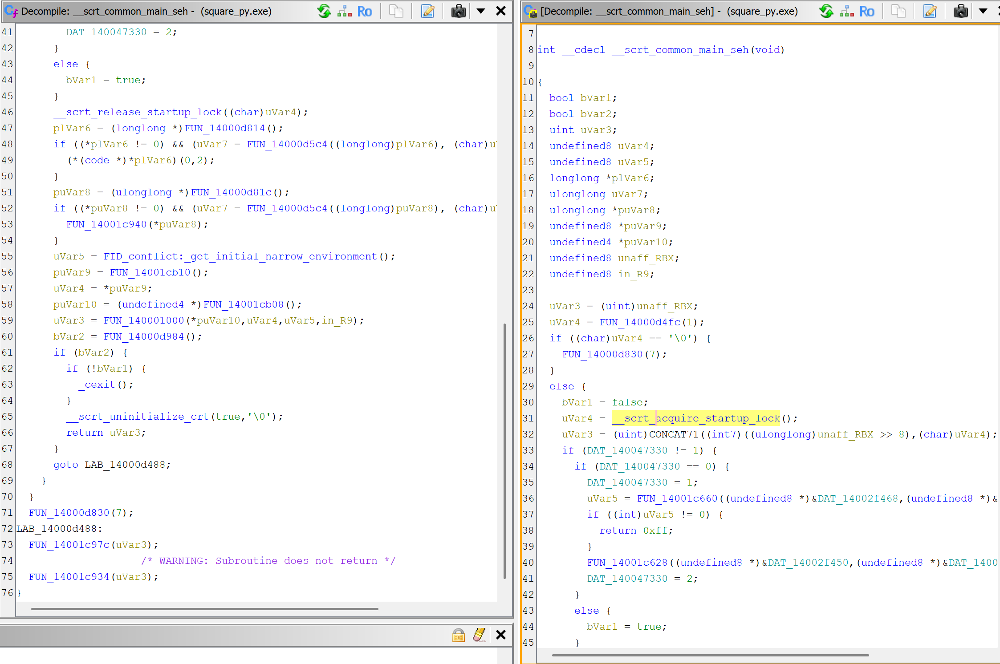 Decompile: __scrt_common_main_seh - (square_py.exe)
41 DAT_140047330 = 2;
42 }
43 else {
44 bVar1 = true;
45 }
46 __scrt_release_startup_lock((char)uVar4);
47 plVar6 = (longlong *)FUN_14000d814();
48 if ((*plVar6 != 0) && (uVar7 = FUN_14000d5c4((longlong)plVar6), (char)u
49 (*(code *)*plVar6)(0,2);
50 }
51 puVar8 = (ulonglong *)FUN_14000d81c();
52 if ((*puVar8 != 0) && (uVar7 = FUN_14000d5c4((longlong)puVar8), (char)u
53 FUN_14001c940(*puVar8);
54 }
55 uVar5 = FID_conflict:_get_initial_narrow_environment();
56 puVar9 = FUN_14001cb10();
57 uVar4 = *puVar9;
58 puVar10 = (undefined4 *)FUN_14001cb08();
59 uVar3 = FUN_140001000(*puVar10,uVar4,uVar5,in_R9);
60 bVar2 = FUN_14000d984();
61 if (bVar2) {
62 if (!bVar1) {
63 _cexit();
64 }
65 __scrt_uninitialize_crt(true,'\0');
66 return uVar3;
67 }
68 goto LAB_14000d488;
69 }
70 }
71 FUN_14000d830(7);
72 LAB_14000d488:
73 FUN_14001c97c(uVar3);
74 /* WARNING: Subroutine does not return */
75 FUN_14001c934(uVar3);
76 }
[Decompile: __scrt_common_main_seh] - (square_py.exe)
7
8 int __cdecl __scrt_common_main_seh(void)
9
10 {
11 bool bVar1;
12 bool bVar2;
13 uint uVar3;
14 undefined8 uVar4;
15 undefined8 uVar5;
16 longlong *plVar6;
17 ulonglong uVar7;
18 ulonglong *puVar8;
19 undefined8 *puVar9;
20 undefined4 *puVar10;
21 undefined8 unaff_RBX;
22 undefined8 in_R9;
23
24 uVar3 = (uint)unaff_RBX;
25 uVar4 = FUN_14000d4fc(1);
26 if ((char)uVar4 == '\0') {
27 FUN_14000d830(7);
28 }
29 else {
30 bVar1 = false;
31 uVar4 = __scrt_acquire_startup_lock();
32 uVar3 = (uint)CONCAT71((int7)((ulonglong)unaff_RBX >> 8),(char)uVar4);
33 if (DAT_140047330 != 1) {
34 if (DAT_140047330 == 0) {
35 DAT_140047330 = 1;
36 uVar5 = FUN_14001c660((undefined8 *)&DAT_14002f468,(undefined8 *)&
37 if ((int)uVar5 != 0) {
38 return 0xff;
39 }
40 FUN_14001c628((undefined8 *)&DAT_14002f450,(undefined8 *)&DAT_1400
41 DAT_140047330 = 2;
42 }
43 else {
44 bVar1 = true;
45 }